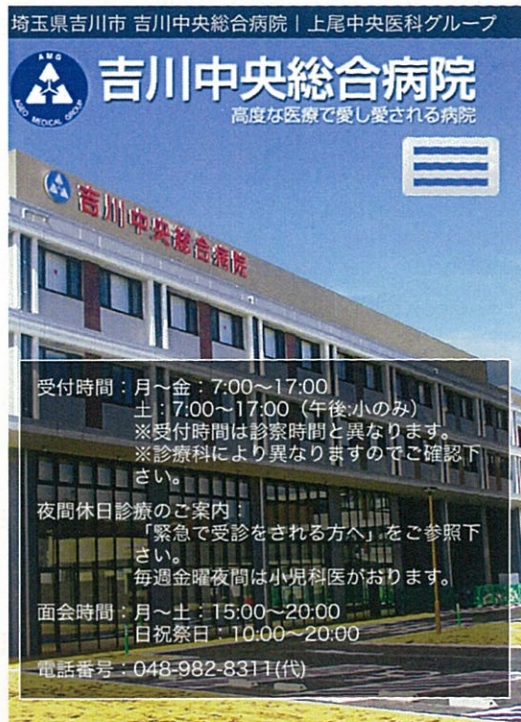 埼玉県吉川市 吉川中央総合病院 | 上尾中央医科グループ
AMG
AGEO MEDICAL GROUP
吉川中央総合病院
高度な医療で愛し愛される病院
吉川中央総合病院
受付時間：月～金：7:00～17:00
土：7:00～17:00（午後:小のみ）
※受付時間は診察時間と異なります。
※診療科により異なりますのでご確認下
さい。
夜間休日診療のご案内：
「緊急で受診をされる方へ」をご参照下
さい。
毎週金曜夜間は小児科医がおります。
面会時間：月～土：15:00～20:00
日祝祭日：10:00～20:00
電話番号：048-982-8311(代)